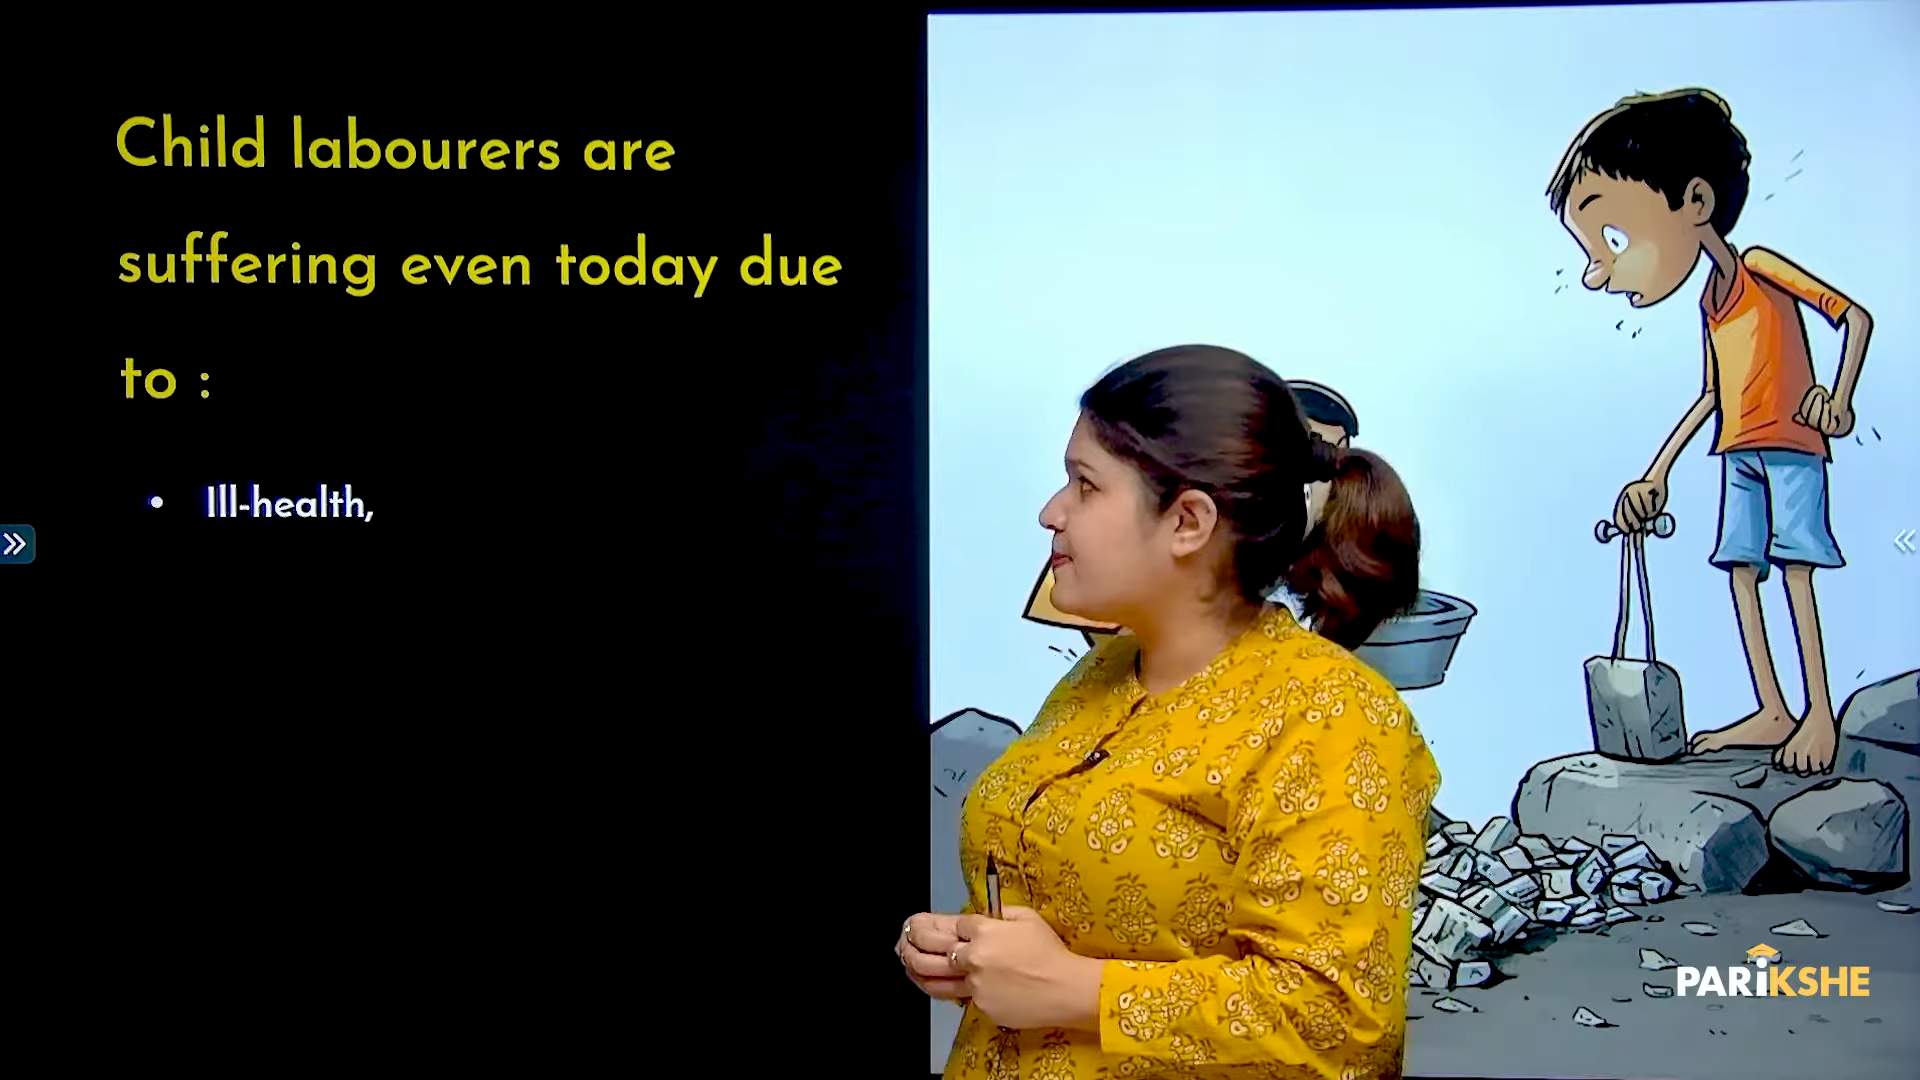 Child labourers are
suffering even today due
to :
• Ill-health,
PARiKSHE